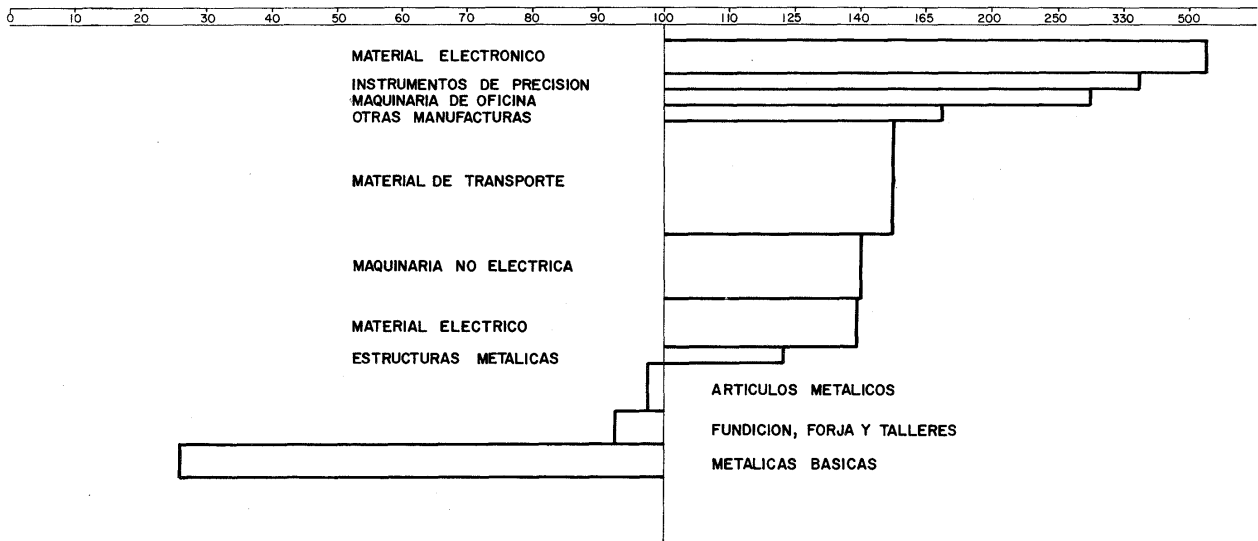 0 10 20 30 40 50 60 70 80 90 100 110 125 140 165 200 250 330 500
MATERIAL ELECTRONICO
INSTRUMENTOS DE PRECISION
MAQUINARIA DE OFICINA
OTRAS MANUFACTURAS
MATERIAL DE TRANSPORTE
MAQUINARIA NO ELECTRICA
MATERIAL ELECTRICO
ESTRUCTURAS METALICAS
ARTICULOS METALICOS
FUNDICION, FORJA Y TALLERES
METALICAS BASICAS